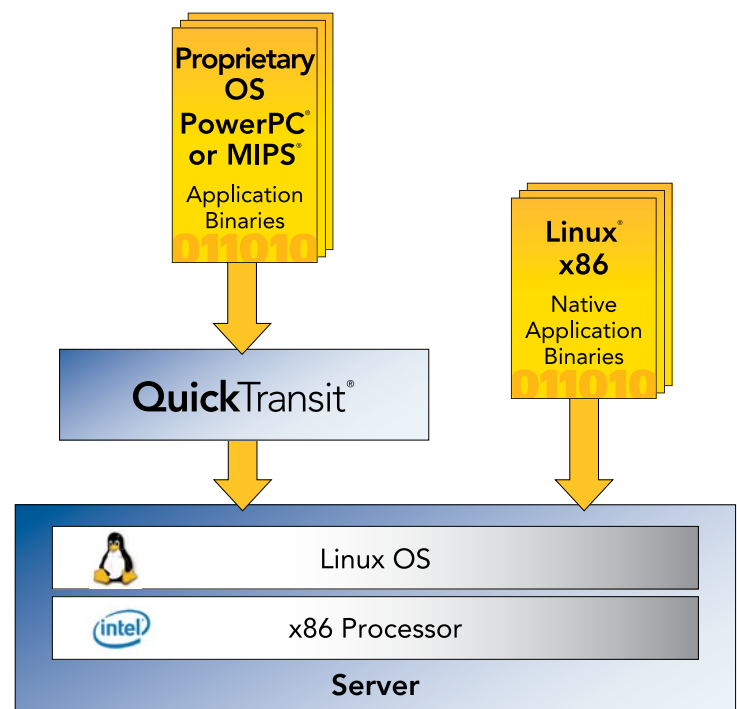 Proprietary
OS
PowerPC®
or MIPS®
Application
Binaries
011010
Linux®
x86
Native
Application
Binaries
011010
QuickTransit®
Linux OS
intel®
x86 Processor
Server